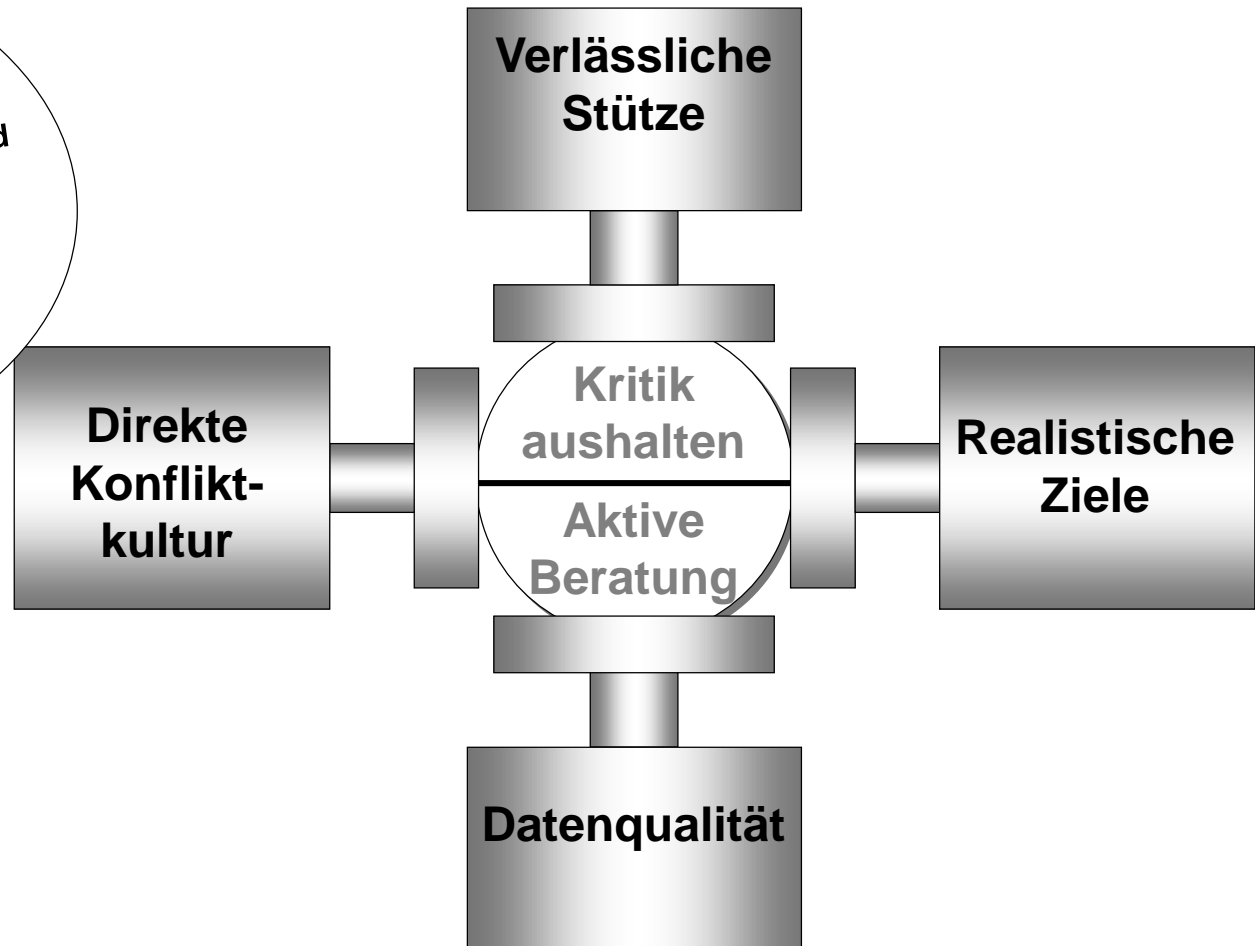 Verlässliche
Stütze
Kritik
aushalten
Direkte
Konflikt-
kultur
Realistische
Ziele
Aktive
Beratung
Datenqualität